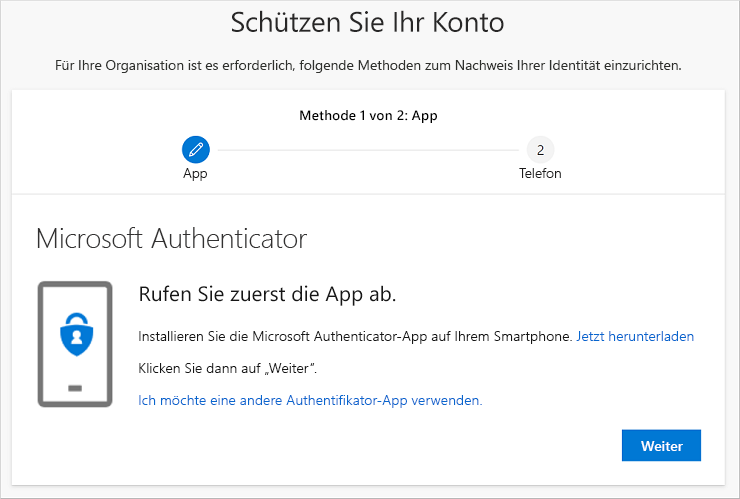 Schützen Sie Ihr Konto
Für Ihre Organisation ist es erforderlich, folgende Methoden zum Nachweis Ihrer Identität einzurichten.
Methode 1 von 2: App
2
App
Telefon
Microsoft Authenticator
Rufen Sie zuerst die App ab.
Installieren Sie die Microsoft Authenticator-App auf Ihrem Smartphone. Jetzt herunterladen
Klicken Sie dann auf „Weiter“.
Ich möchte eine andere Authentifikator-App verwenden.
Weiter